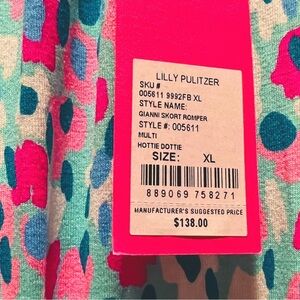 LILLY PULITZER
SKU #
005611 9992FB XL
STYLE NAME:
GIANNI SKORT ROMPER
STYLE #: 005611
MULTI
HOTTIE DOTTIE
SIZE: XL
889069 758271
MANUFACTURER'S SUGGESTED PRICE
$138.00